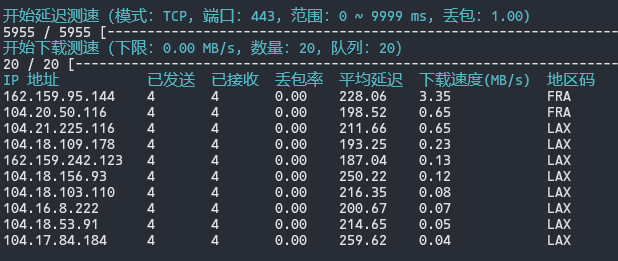 开始延迟测速 (模式: TCP, 端口: 443, 范围: 0 ~ 9999 ms, 丢包: 1.00)
5955 / 5955 [----------------------------------------------------------------
开始下载测速 (下限: 0.00 MB/s, 数量: 20, 队列: 20)
20 / 20 [--------------------------------------------------------------------
IP 地址 已发送 已接收 丢包率 平均延迟 下载速度(MB/s) 地区码
162.159.95.144 4 4 0.00 228.06 3.35 FRA
104.20.50.116 4 4 0.00 198.52 0.65 FRA
104.21.225.116 4 4 0.00 211.66 0.65 LAX
104.18.109.178 4 4 0.00 193.25 0.23 LAX
162.159.242.123 4 4 0.00 187.04 0.13 LAX
104.18.156.93 4 4 0.00 250.22 0.12 LAX
104.18.103.110 4 4 0.00 216.35 0.08 LAX
104.16.8.222 4 4 0.00 200.67 0.07 LAX
104.18.53.91 4 4 0.00 214.65 0.05 LAX
104.17.84.184 4 4 0.00 259.62 0.04 LAX